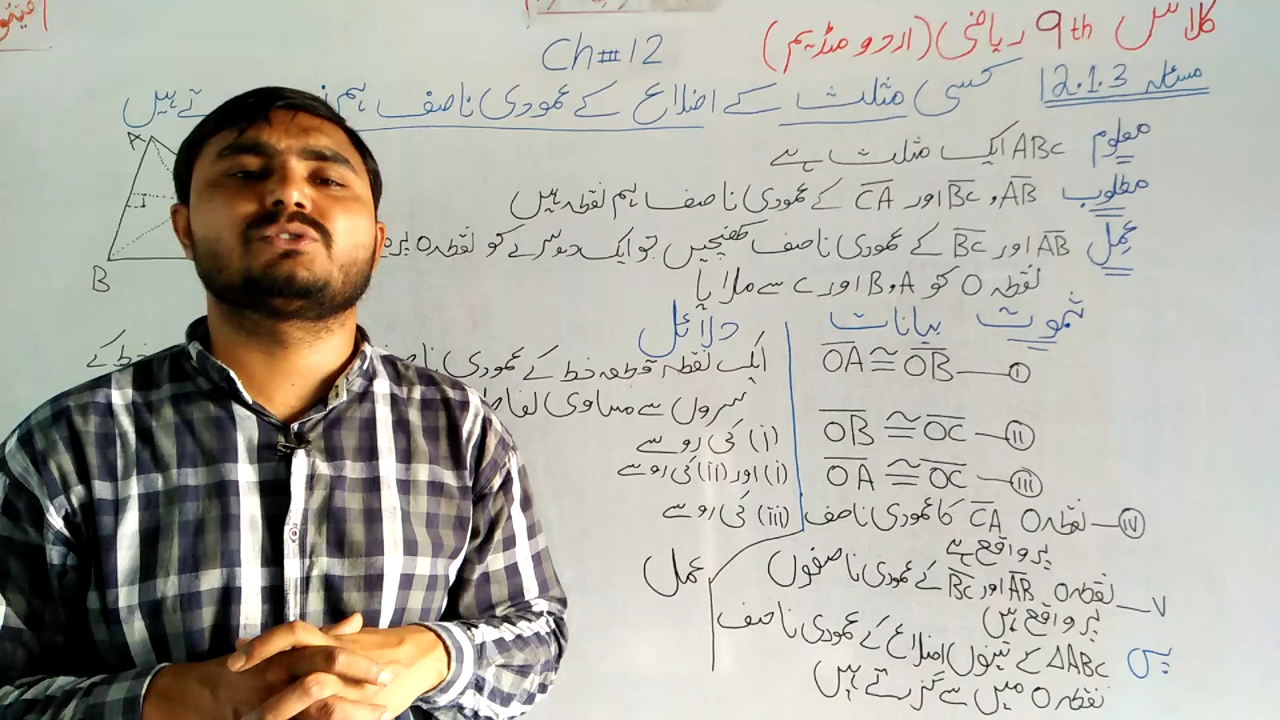 کلاس 9th ریاضی (اردو میڈیم)
Ch#12
مسئلہ 12.1.3 کسی مثلث کے اضلاع کے عمودی ناصف ہم ہیں
معلوم ABC ایک مثلث ہے
مطلوب AB، BC اور CA کے عمودی ناصف ہم نقطہ ہیں
عمل AB اور BC کے عمودی ناصف کھینچیں جو ایک دوسرے کو نقطہ O پر
نقطہ O کو A، B اور C سے ملایا
ثبوت بیانات دلائل
OA ≅ OB — (i) ایک نقطہ قطعہ خط کے عمودی خط کے
سروں سے مساوی
OB ≅ OC — (ii) (i) کی رو سے
OA ≅ OC — (iii) (i) اور (ii) کی رو سے
(iv) — نقطہ O CA کا عمودی ناصف (iii) کی رو سے
پر واقع ہے
v — نقطہ O AB اور BC کے عمودی ناصفوں عمل
پر واقع ہیں
پس ΔABC کے تینوں اضلاع کے عمودی ناصف
نقطہ O میں سے گزرتے ہیں
A
B